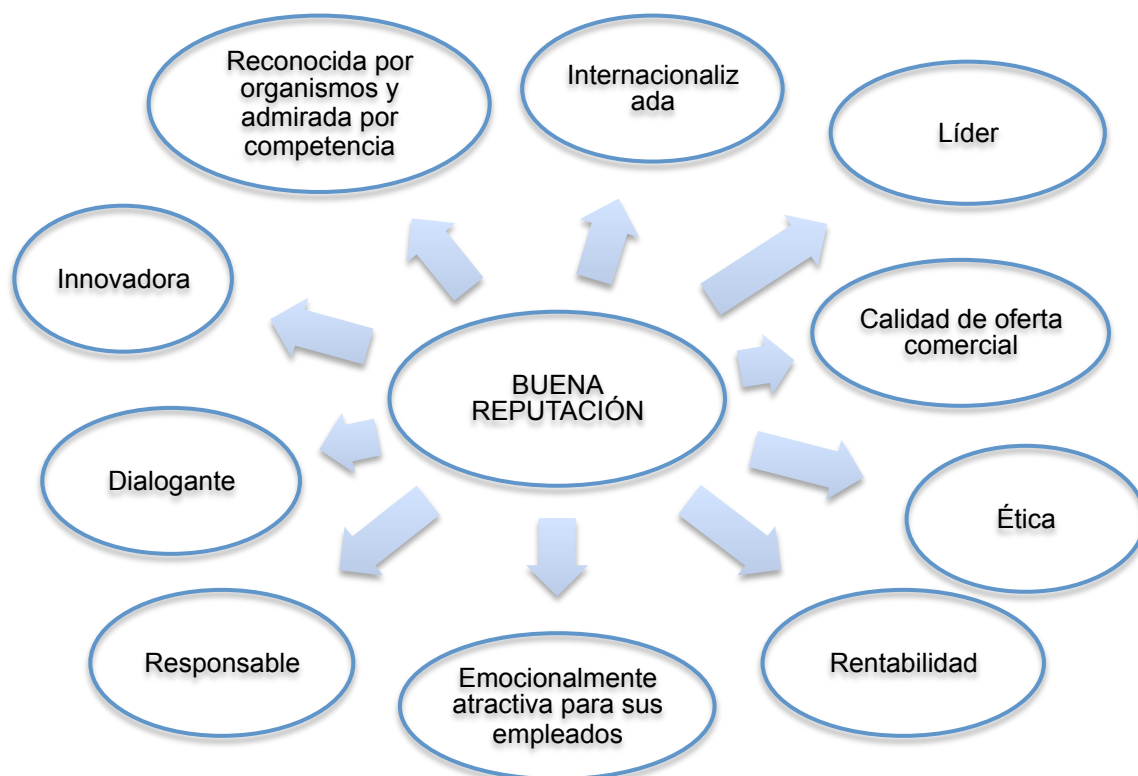 Reconocida por
organismos y
admirada por
competencia
Internacionaliz
ada
Líder
Innovadora
Calidad de oferta
comercial
BUENA
REPUTACIÓN
Dialogante
Ética
Responsable
Emocionalmente
atractiva para sus
empleados
Rentabilidad